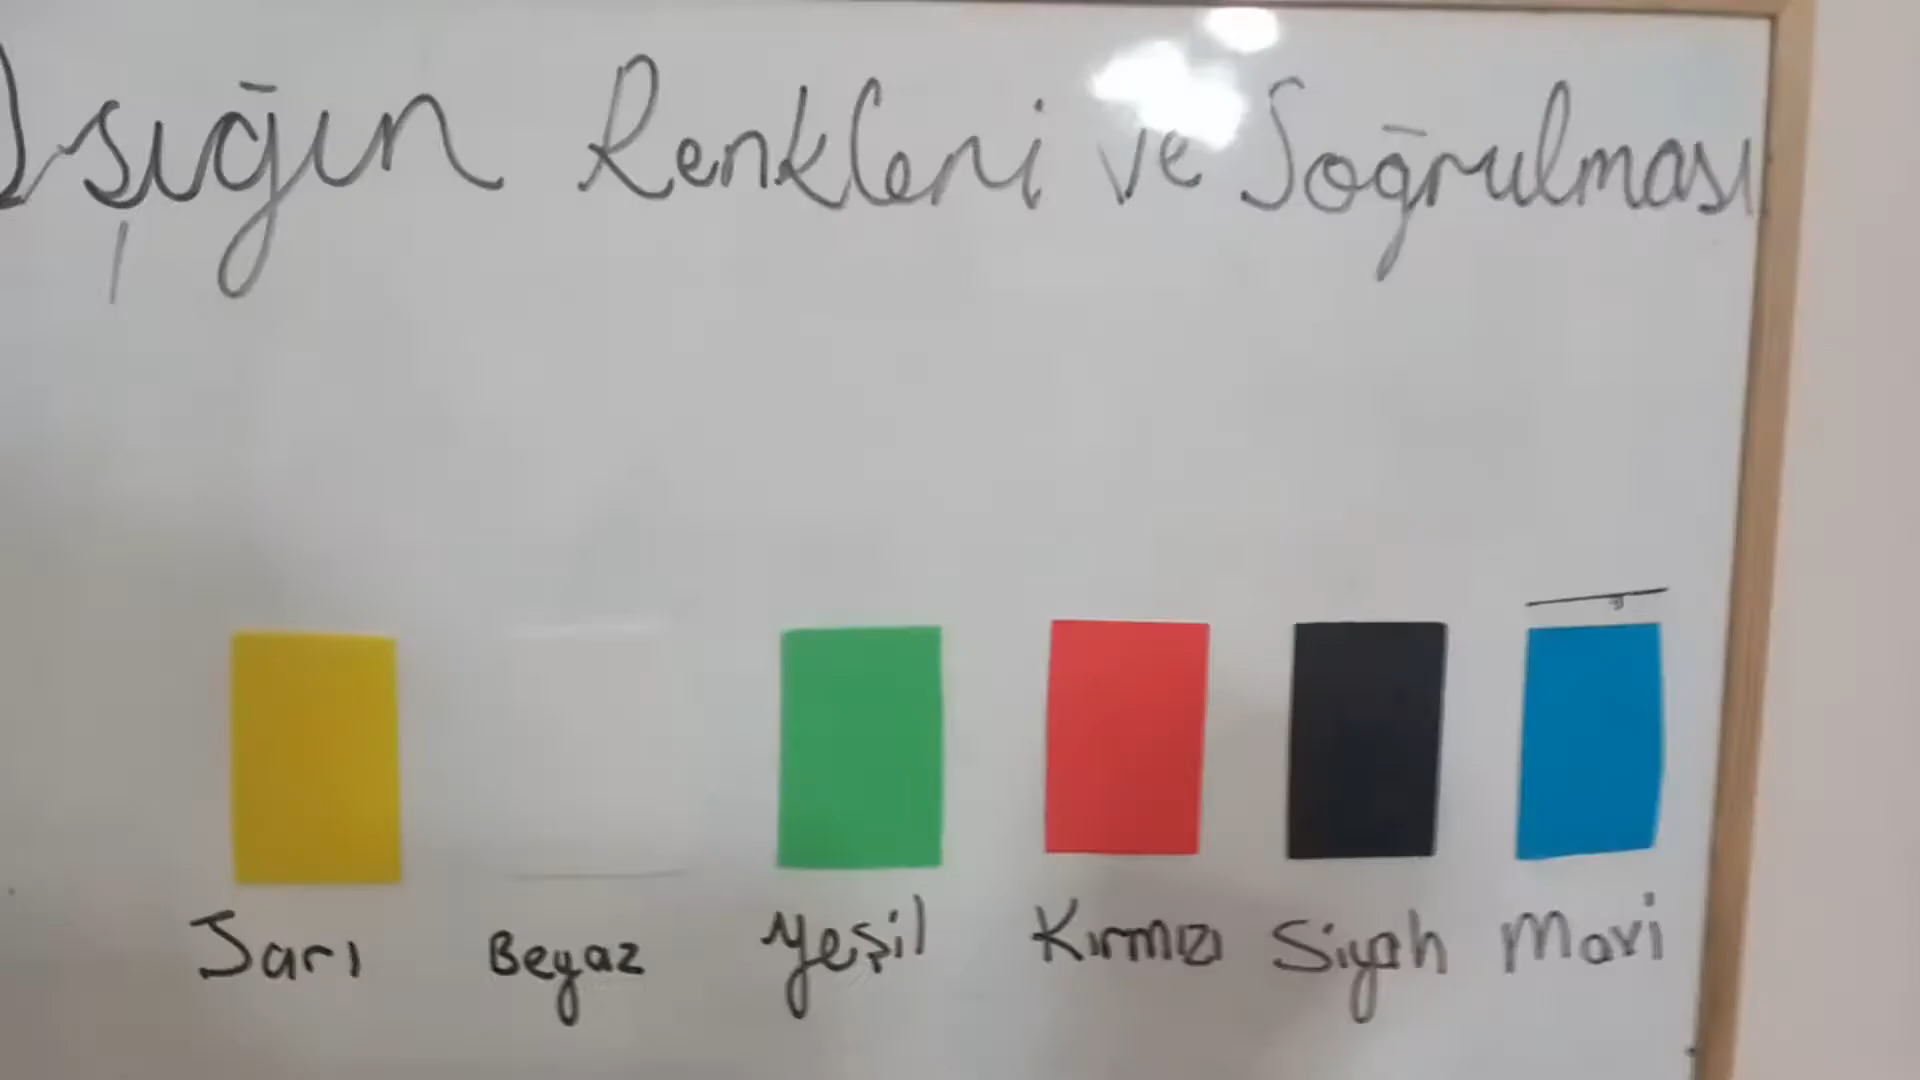 Işığın Renkleri ve Soğrulması
Sarı Beyaz Yeşil Kırmızı Siyah Mavi